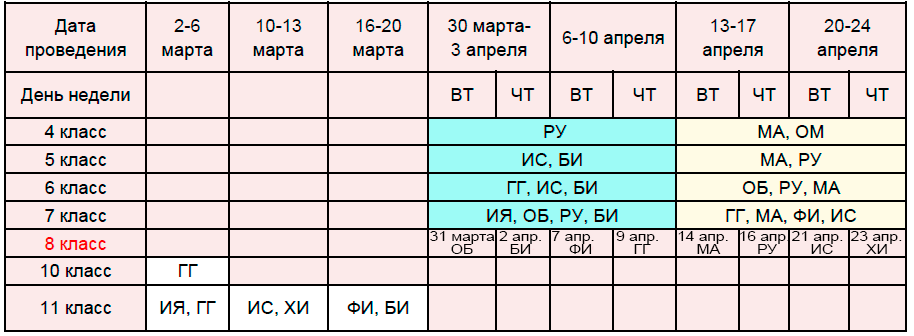 Дата проведения 2-6 марта 10-13 марта 16-20 марта 30 марта- 3 апреля 6-10 апреля 13-17 апреля 20-24 апреля
День недели ВТ ЧТ ВТ ЧТ ВТ ЧТ ВТ ЧТ
4 класс РУ МА, ОМ
5 класс ИС, БИ МА, РУ
6 класс ГГ, ИС, БИ ОБ, РУ, МА
7 класс ИЯ, ОБ, РУ, БИ ГГ, МА, ФИ, ИС
8 класс 31 марта ОБ 2 апр. БИ 7 апр. ФИ 9 апр. ГГ 14 апр. МА 16 апр. РУ 21 апр. ИС 23 апр. ХИ
10 класс ГГ
11 класс ИЯ, ГГ ИС, ХИ ФИ, БИ